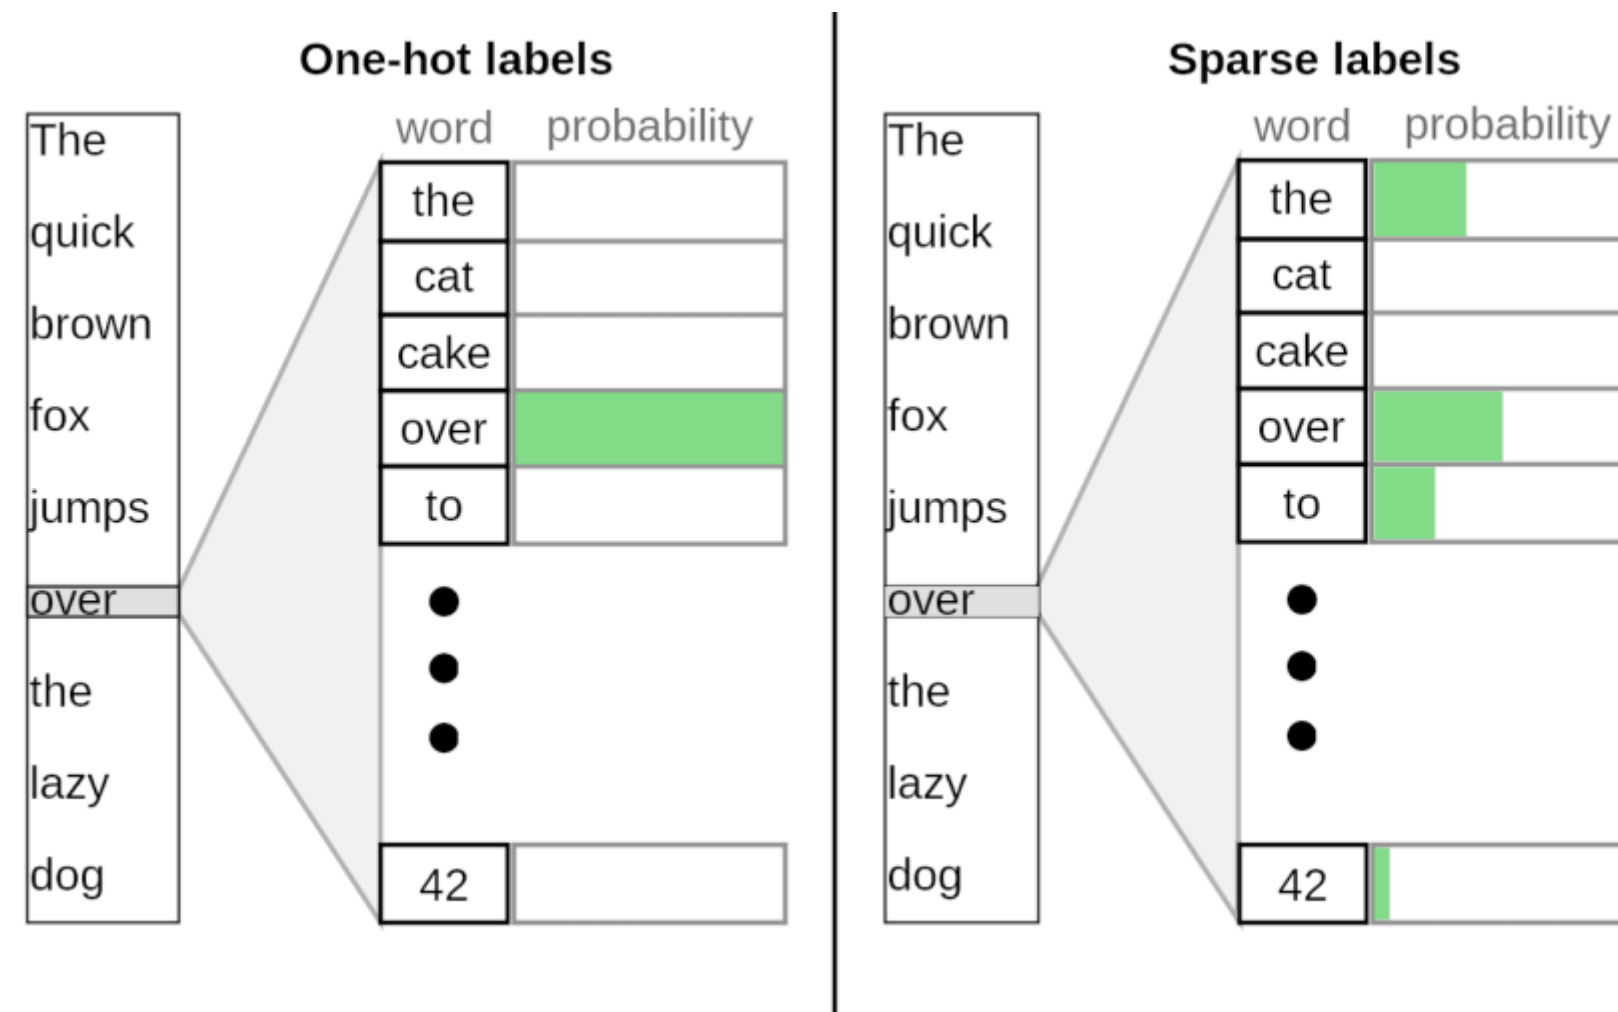 One-hot labels
The
quick
brown
fox
jumps
over
the
lazy
dog
word probability
the
cat
cake
over
to
42
Sparse labels
The
quick
brown
fox
jumps
over
the
lazy
dog
word probability
the
cat
cake
over
to
42